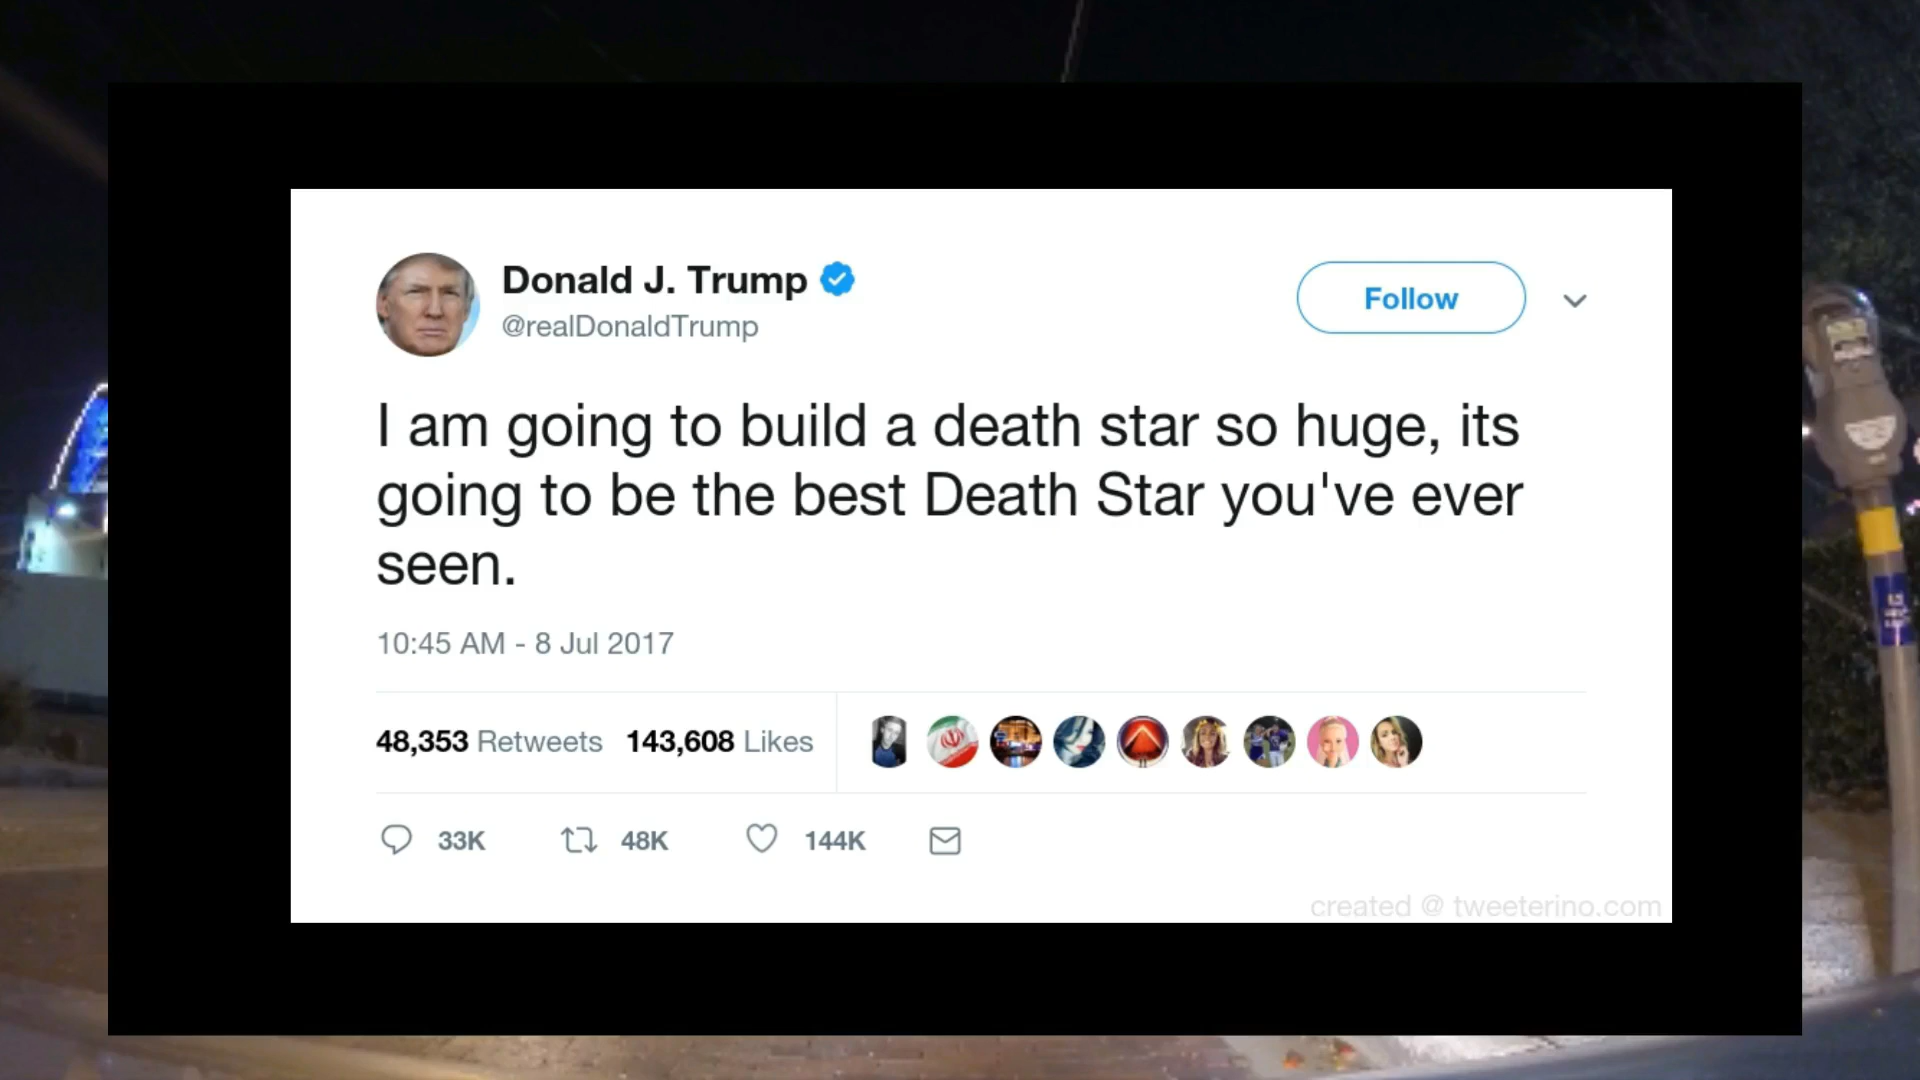 Donald J. Trump
@realDonaldTrump
Follow
I am going to build a death star so huge, its
going to be the best Death Star you've ever
seen.
10:45 AM - 8 Jul 2017
48,353 Retweets 143,608 Likes
33K 48K 144K
created @ tweeterino.com